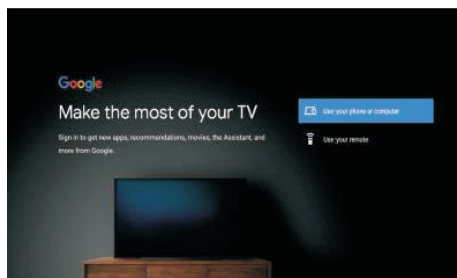 Google
Make the most of your TV
Sign in to get new apps, recommendations, movies, the Assistant, and
more from Google.
Use your phone or computer
Use your remote